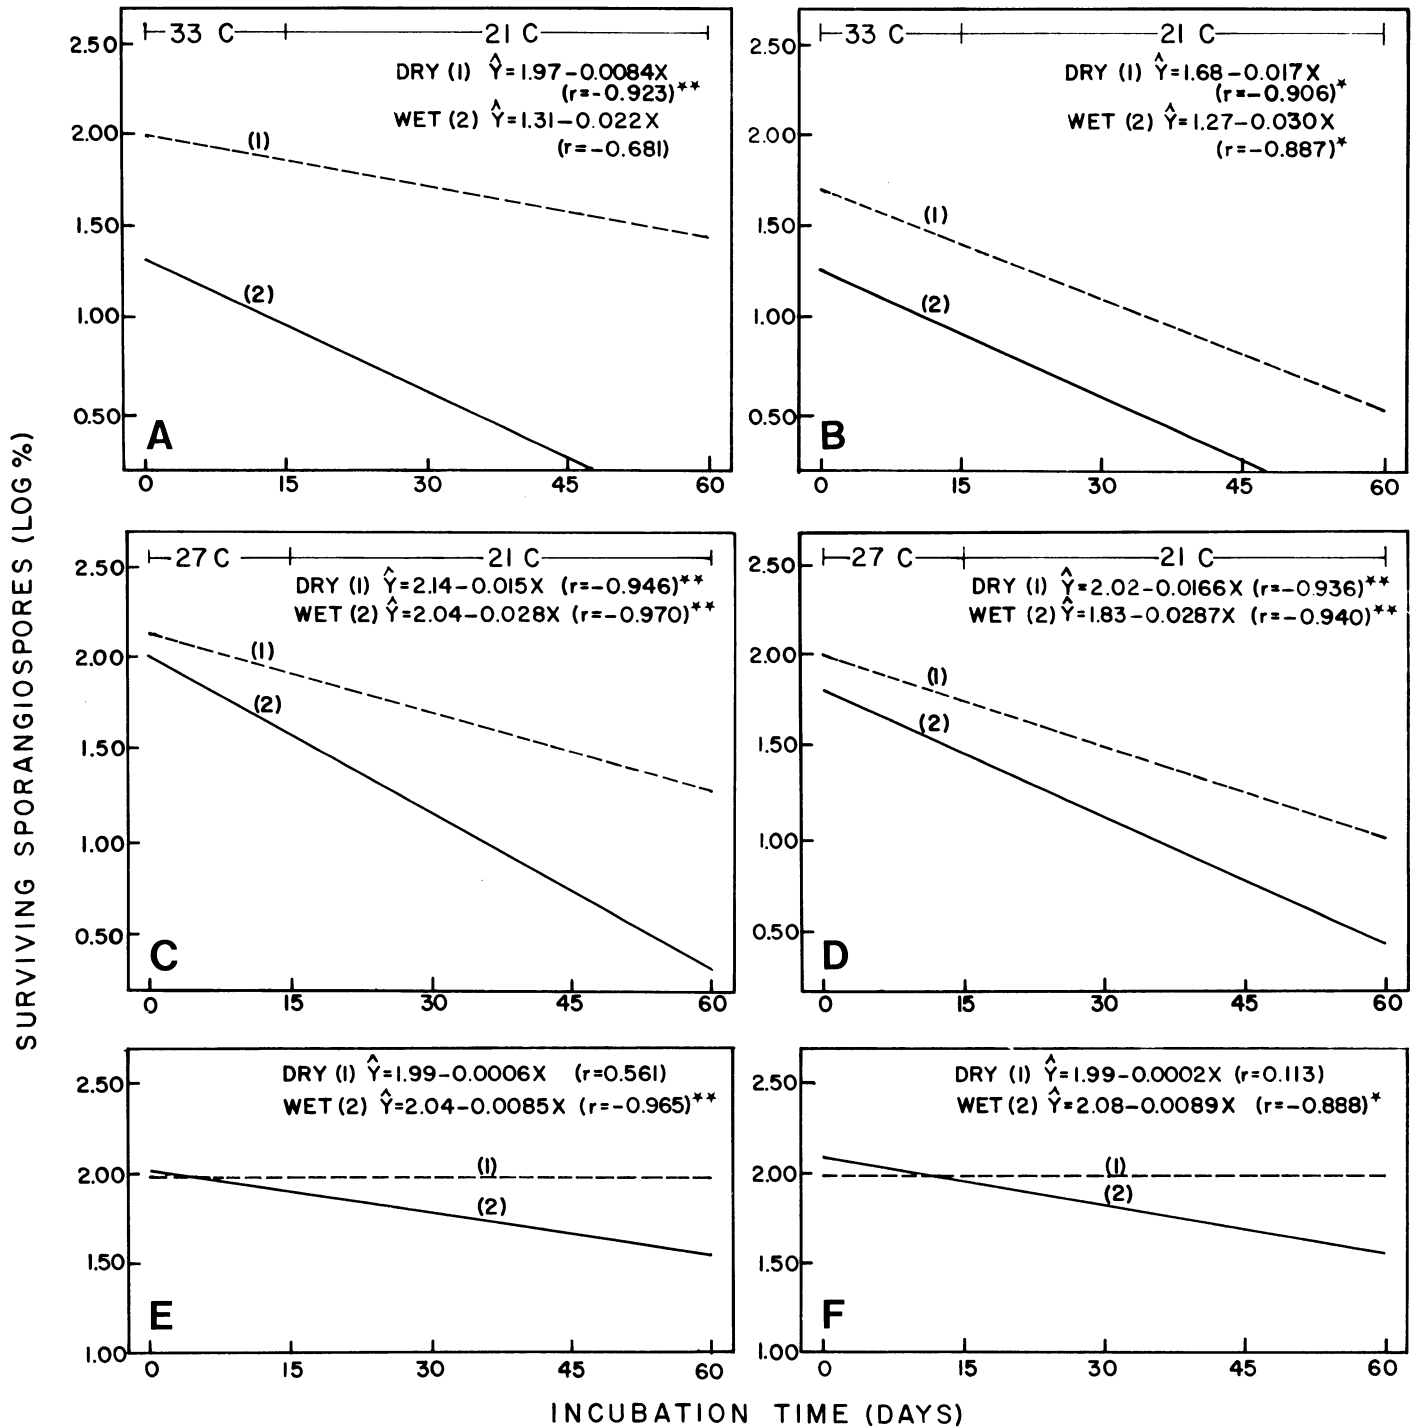 SURVIVING SPORANGIOSPORES (LOG %)
33 C 21 C
DRY (1) Ŷ=1.97-0.0084X
(r=-0.923)**
WET (2) Ŷ=1.31-0.022X
(r=-0.681)
2.50
2.00
1.50
1.00
0.50
(1)
(2)
A
0 15 30 45 60
33 C 21 C
DRY (1) Ŷ=1.68-0.017X
(r=-0.906)*
WET (2) Ŷ=1.27-0.030X
(r=-0.887)*
2.50
2.00
1.50
1.00
0.50
(1)
(2)
B
0 15 30 45 60
27 C 21 C
DRY (1) Ŷ=2.14-0.015X (r=-0.946)**
WET (2) Ŷ=2.04-0.028X (r=-0.970)**
2.50
2.00
1.50
1.00
0.50
(1)
(2)
C
0 15 30 45 60
27 C 21 C
DRY (1) Ŷ=2.02-0.0166X (r=-0.936)**
WET (2) Ŷ=1.83-0.0287X (r=-0.940)**
2.50
2.00
1.50
1.00
0.50
(1)
(2)
D
0 15 30 45 60
DRY (1) Ŷ=1.99-0.0006X (r=0.561)
WET (2) Ŷ=2.04-0.0085X (r=-0.965)**
2.50
2.00
1.50
1.00
(1)
(2)
E
0 15 30 45 60
DRY (1) Ŷ=1.99-0.0002X (r=0.113)
WET (2) Ŷ=2.08-0.0089X (r=-0.888)*
2.50
2.00
1.50
1.00
(1)
(2)
F
0 15 30 45 60
INCUBATION TIME (DAYS)